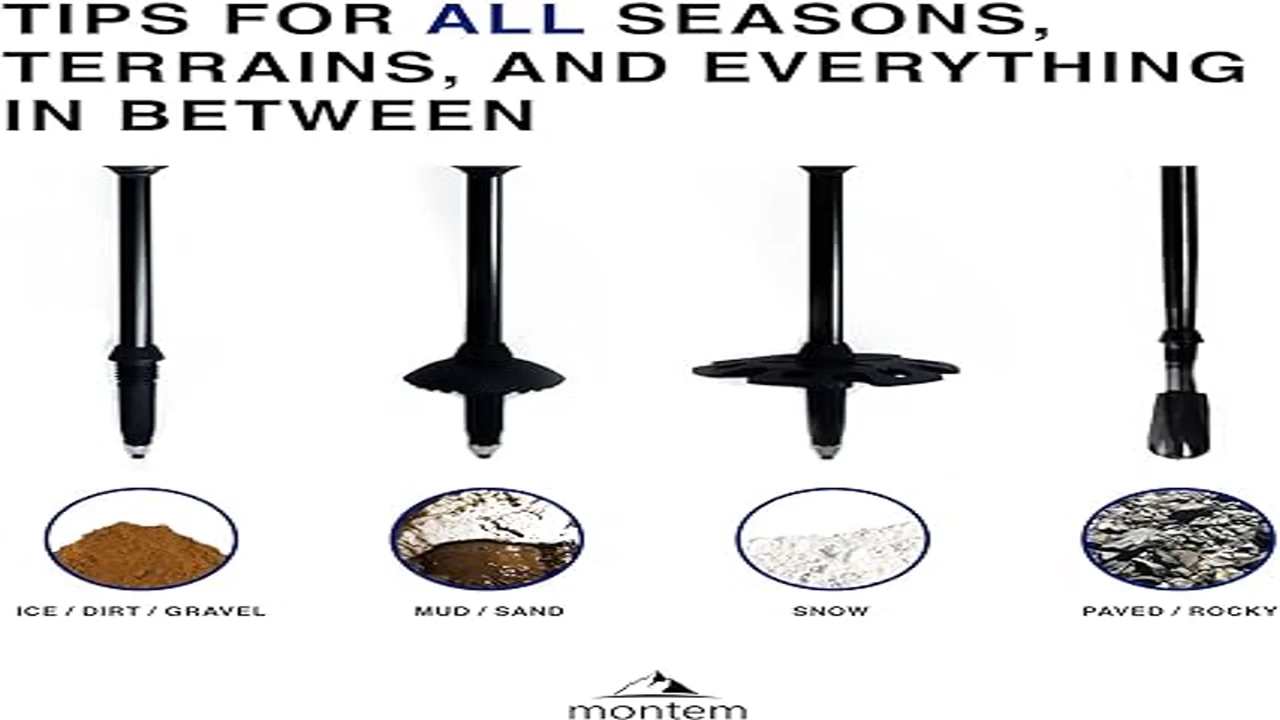 TIPS FOR ALL SEASONS,
TERRAINS, AND EVERYTHING
IN BETWEEN
ICE / DIRT / GRAVEL
MUD / SAND
SNOW
PAVED / ROCKY
montem